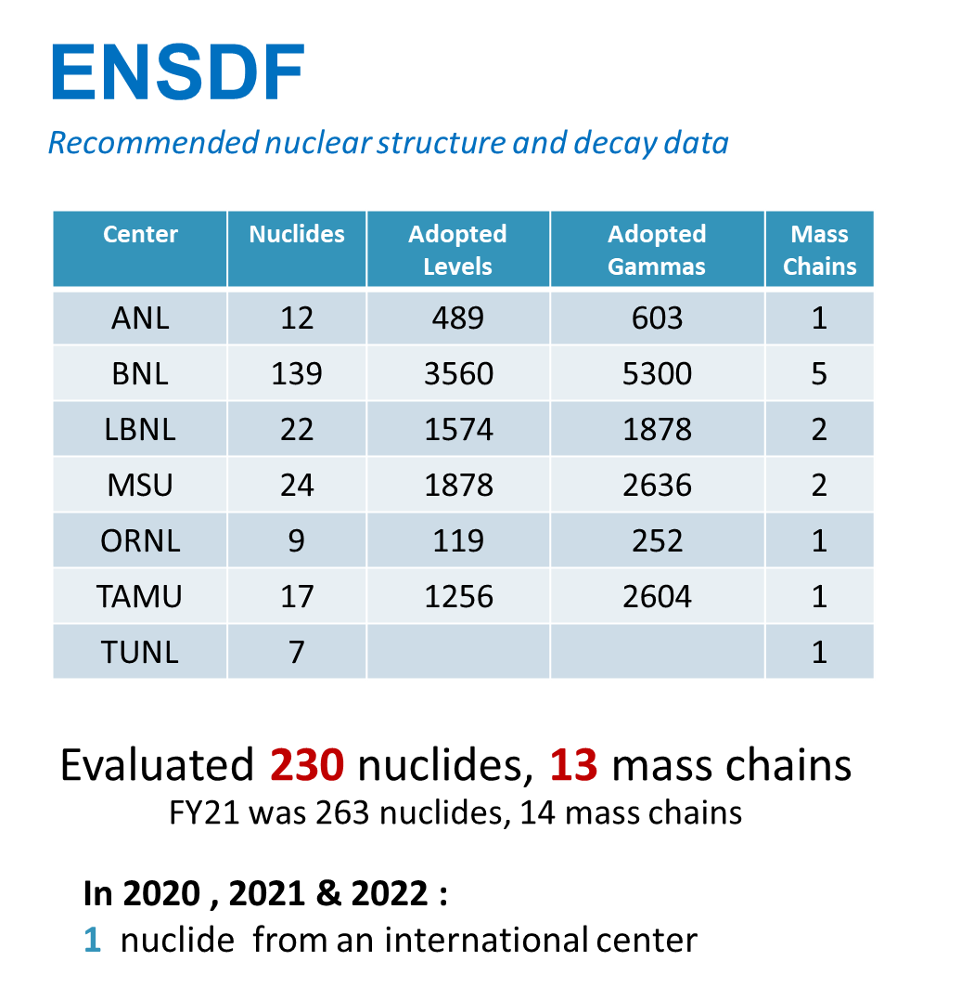 ENSDF
Recommended nuclear structure and decay data
Center Nuclides Adopted Levels Adopted Gammas Mass Chains
ANL 12 489 603 1
BNL 139 3560 5300 5
LBNL 22 1574 1878 2
MSU 24 1878 2636 2
ORNL 9 119 252 1
TAMU 17 1256 2604 1
TUNL 7 1
Evaluated 230 nuclides, 13 mass chains
FY21 was 263 nuclides, 14 mass chains
In 2020 , 2021 & 2022 :
1 nuclide from an international center